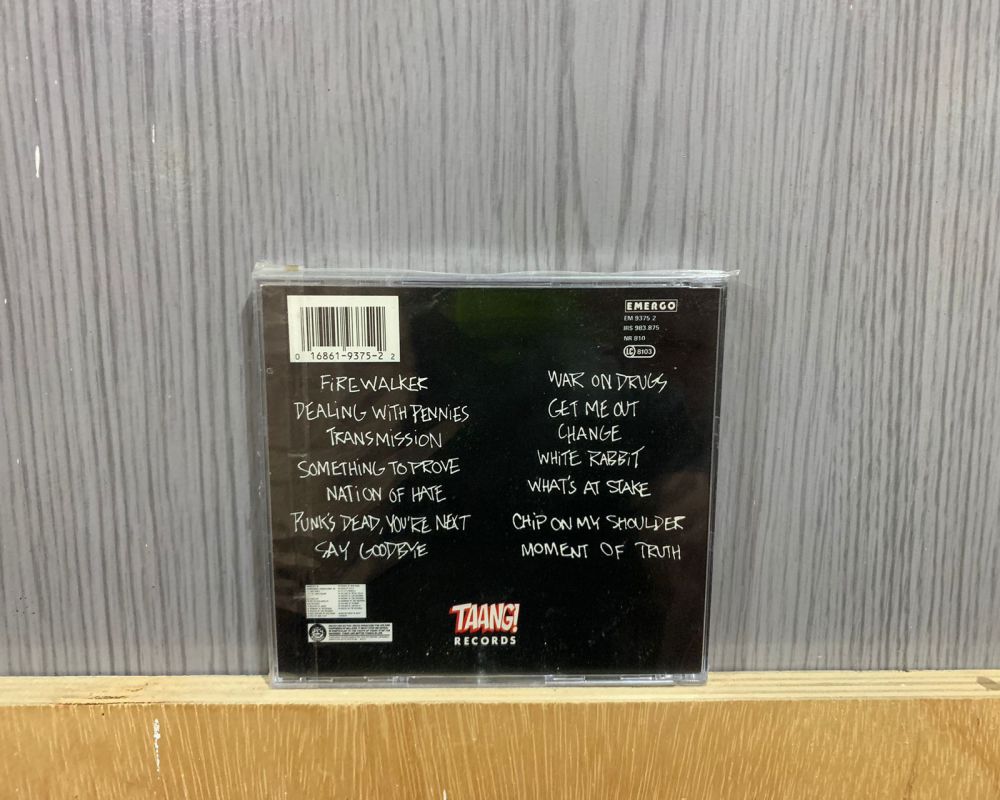 0 16861-9375-2 2
EMERGO
EM 9375 2
IRS 983.875
NR 810
LC 8103
FIREWALKER
DEALING WITH PENNIES
TRANSMISSION
SOMETHING TO PROVE
NATION OF HATE
PUNK'S DEAD, YOU'RE NEXT
SAY GOODBYE
WAR ON DRUGS
GET ME OUT
CHANGE
WHITE RABBIT
WHAT'S AT STAKE
CHIP ON MY SHOULDER
MOMENT OF TRUTH
TAANG!
RECORDS